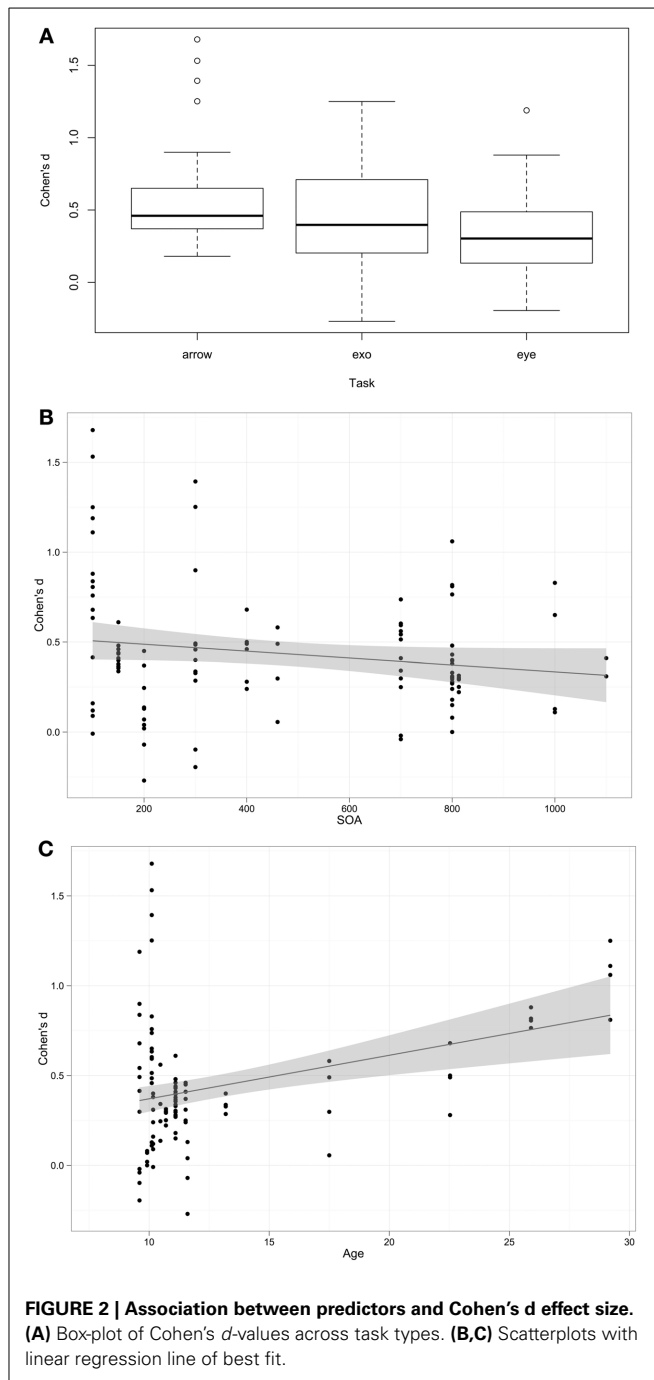 A
Cohen's d
1.5
1.0
0.5
0.0
arrow exo eye
Task
B
Cohen's d
1.5
1.0
0.5
0.0
200 400 600 800 1000
SOA
C
Cohen's d
1.5
1.0
0.5
0.0
10 15 20 25 30
Age
FIGURE 2 | Association between predictors and Cohen's d effect size.
(A) Box-plot of Cohen's d-values across task types. (B,C) Scatterplots with
linear regression line of best fit.